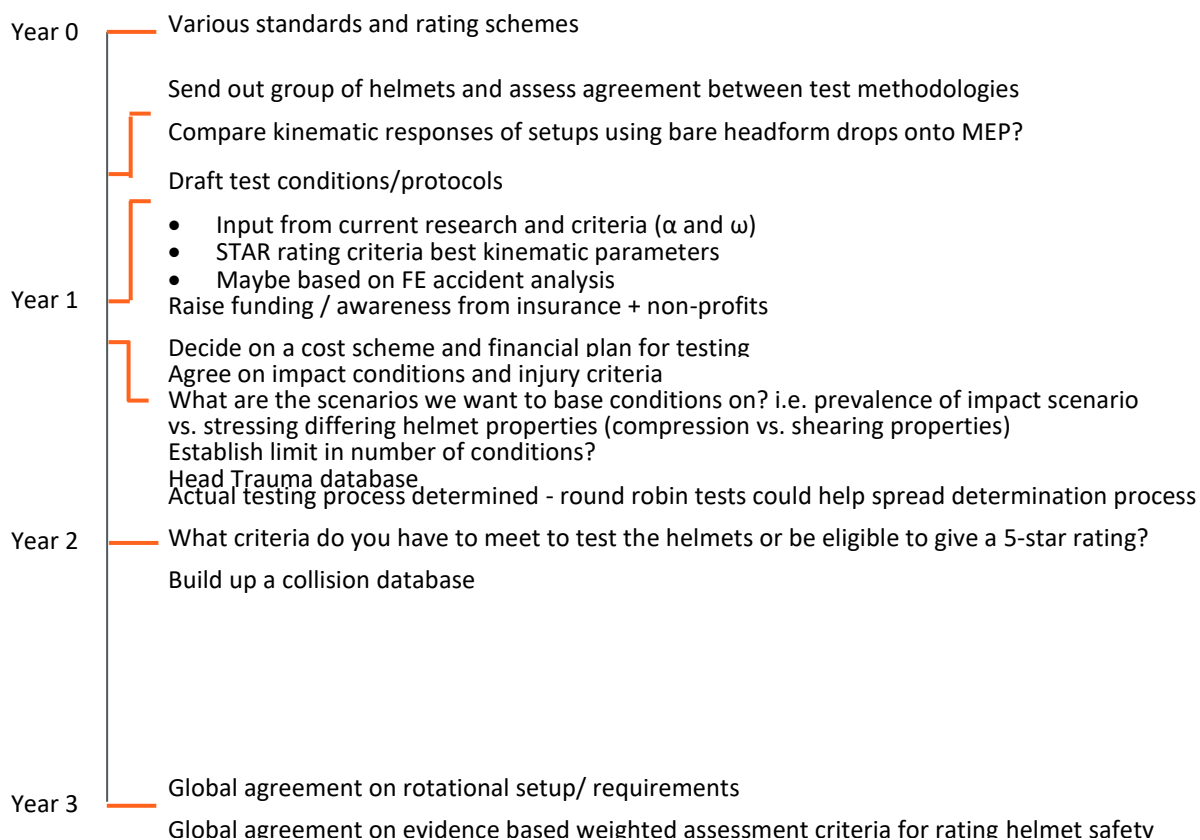 Year 0
Various standards and rating schemes
Send out group of helmets and assess agreement between test methodologies
Compare kinematic responses of setups using bare headform drops onto MEP?
Draft test conditions/protocols
• Input from current research and criteria (α and ω)
• STAR rating criteria best kinematic parameters
• Maybe based on FE accident analysis
Year 1
Raise funding / awareness from insurance + non-profits
Decide on a cost scheme and financial plan for testing
Agree on impact conditions and injury criteria
What are the scenarios we want to base conditions on? i.e. prevalence of impact scenario
vs. stressing differing helmet properties (compression vs. shearing properties)
Establish limit in number of conditions?
Head Trauma database
Actual testing process determined - round robin tests could help spread determination process
Year 2
What criteria do you have to meet to test the helmets or be eligible to give a 5-star rating?
Build up a collision database
Global agreement on rotational setup/ requirements
Year 3
Global agreement on evidence based weighted assessment criteria for rating helmet safety